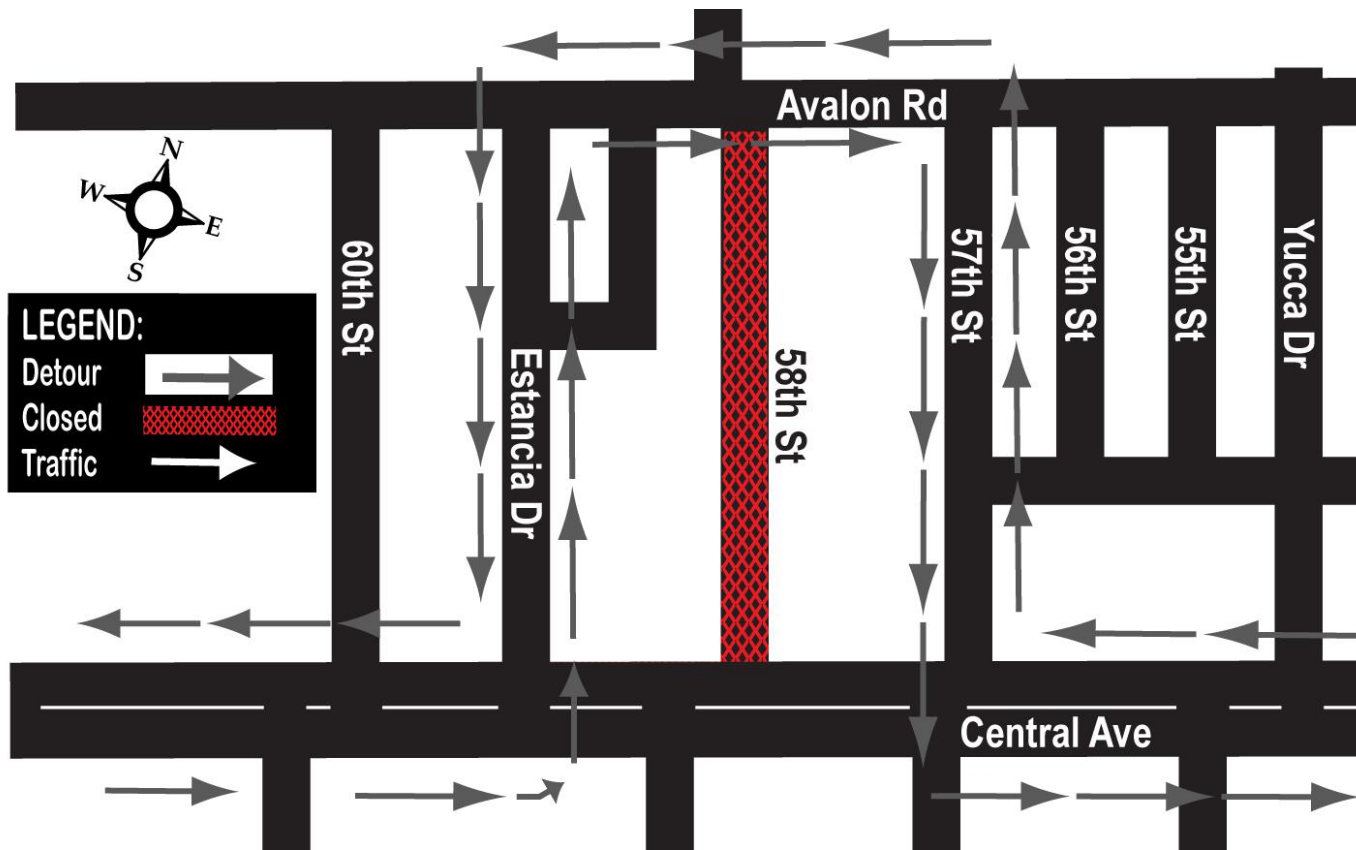 Avalon Rd
N
W
E
S
60th St
Estancia Dr
58th St
57th St
56th St
55th St
Yucca Dr
LEGEND:
Detour
Closed
Traffic
Central Ave